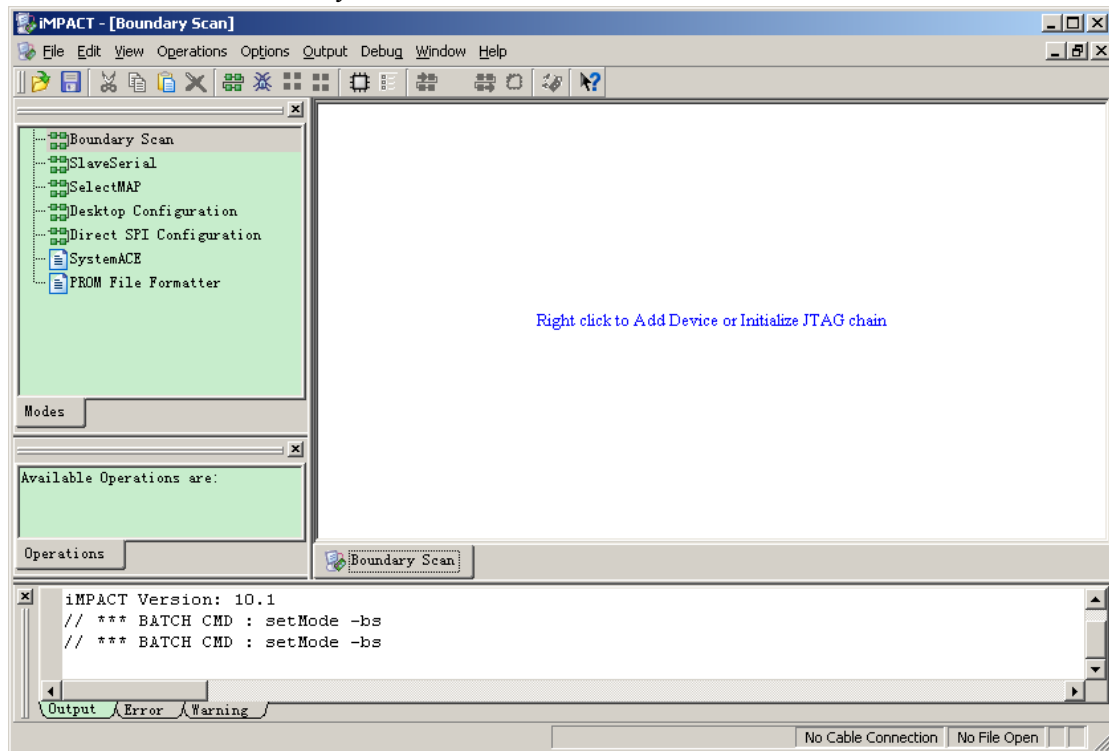 iMPACT - [Boundary Scan]
File Edit View Operations Options Output Debug Window Help
Boundary Scan
SlaveSerial
SelectMAP
Desktop Configuration
Direct SPI Configuration
SystemACE
PROM File Formatter
Modes
Right click to Add Device or Initialize JTAG chain
Available Operations are:
Operations
Boundary Scan
iMPACT Version: 10.1
// *** BATCH CMD : setMode -bs
// *** BATCH CMD : setMode -bs
Output Error Warning
No Cable Connection No File Open